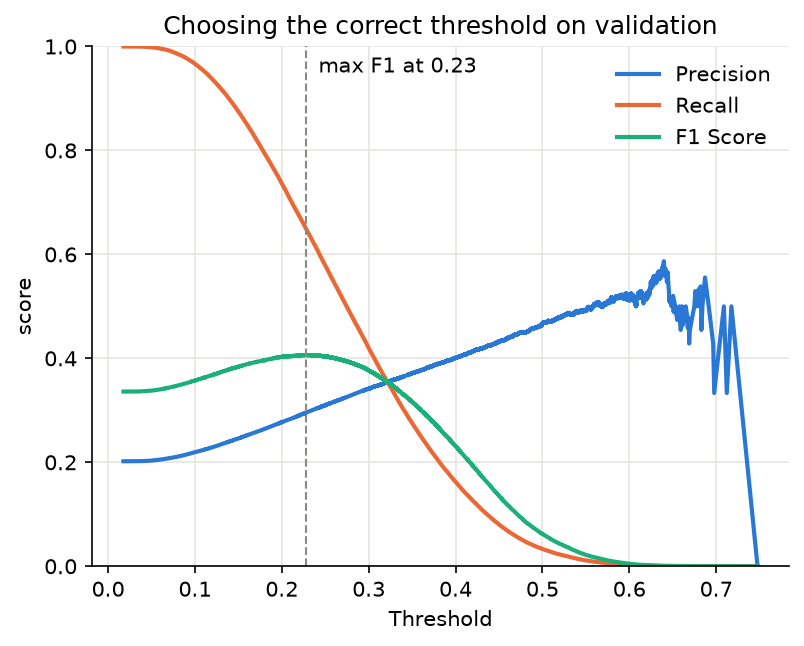 Choosing the correct threshold on validation
max F1 at 0.23
Precision
Recall
F1 Score
1.0
0.8
0.6
0.4
0.2
0.0
score
0.0 0.1 0.2 0.3 0.4 0.5 0.6 0.7
Threshold